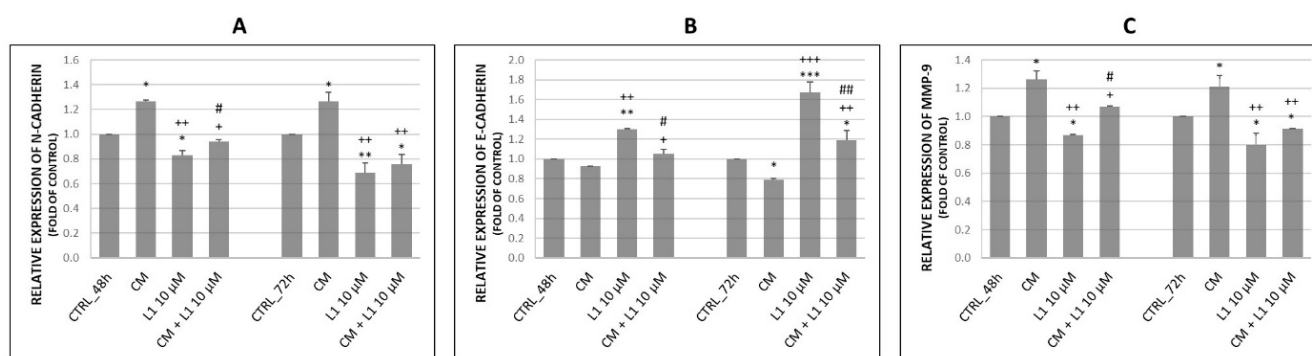 A
RELATIVE EXPRESSION OF N-CADHERIN
(FOLD OF CONTROL)
1.6
1.4
1.2
1.0
0.8
0.6
0.4
0.2
0.0
*
++
*
#
+
*
++
**
++
*
CTRL_48h
CM
L1 10 µM
CM + L1 10 µM
CTRL_72h
CM
L1 10 µM
CM + L1 10 µM
B
RELATIVE EXPRESSION OF E-CADHERIN
(FOLD OF CONTROL)
2.0
1.8
1.6
1.4
1.2
1.0
0.8
0.6
0.4
0.2
0.0
++
**
#
+
*
+++
***
##
++
*
CTRL_48h
CM
L1 10 µM
CM + L1 10 µM
CTRL_72h
CM
L1 10 µM
CM + L1 10 µM
C
RELATIVE EXPRESSION OF MMP-9
(FOLD CF CONTROL)
1.4
1.2
1.0
0.8
0.6
0.4
0.2
0.0
*
++
*
#
+
*
++
*
++
*
CTRL_48h
CM
L1 10 µM
CM + L1 10 µM
CTRL_72h
CM
L1 10 µM
CM + L1 10 µM